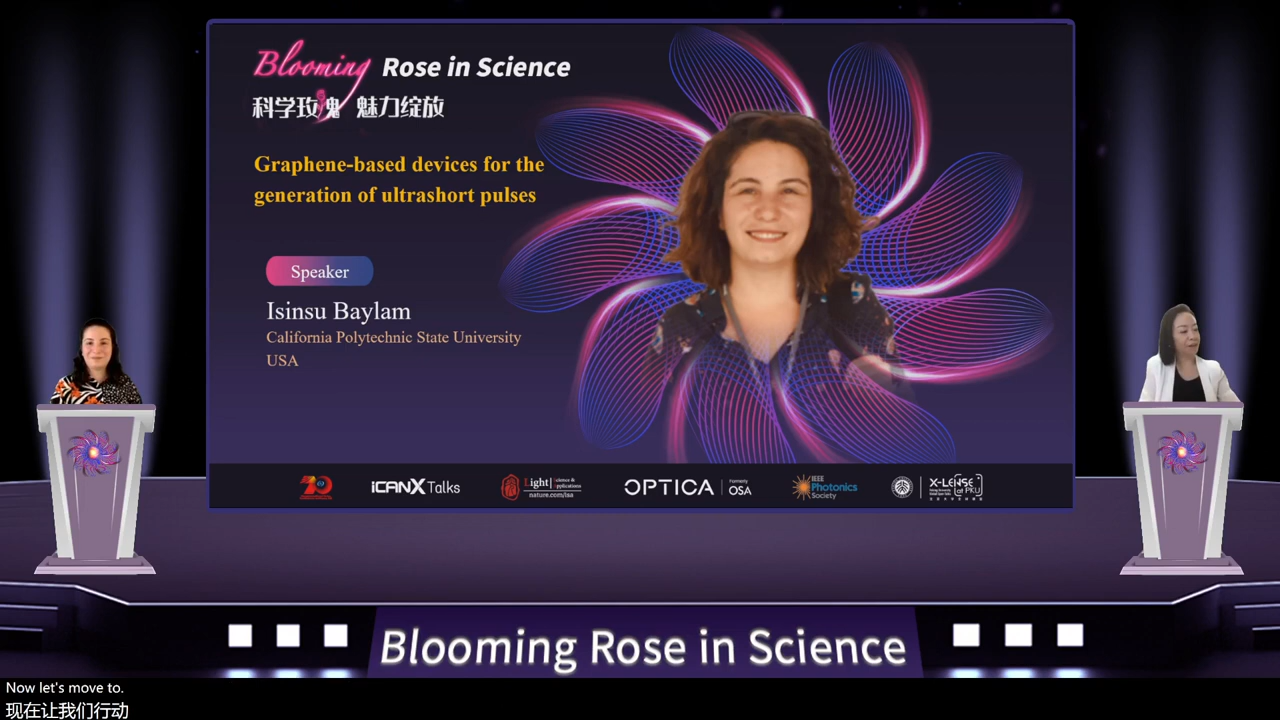 Blooming Rose in Science
科学玫瑰 魅力绽放
Graphene-based devices for the
generation of ultrashort pulses
Speaker
Isinsu Baylam
California Polytechnic State University
USA
iCANX Talks
Light Science & Applications
nature.com/lsa
OPTICA Formerly OSA
IEEE Photonics Society
X-LENSE at PKU
Blooming Rose in Science
Now let's move to.
现在让我们行动